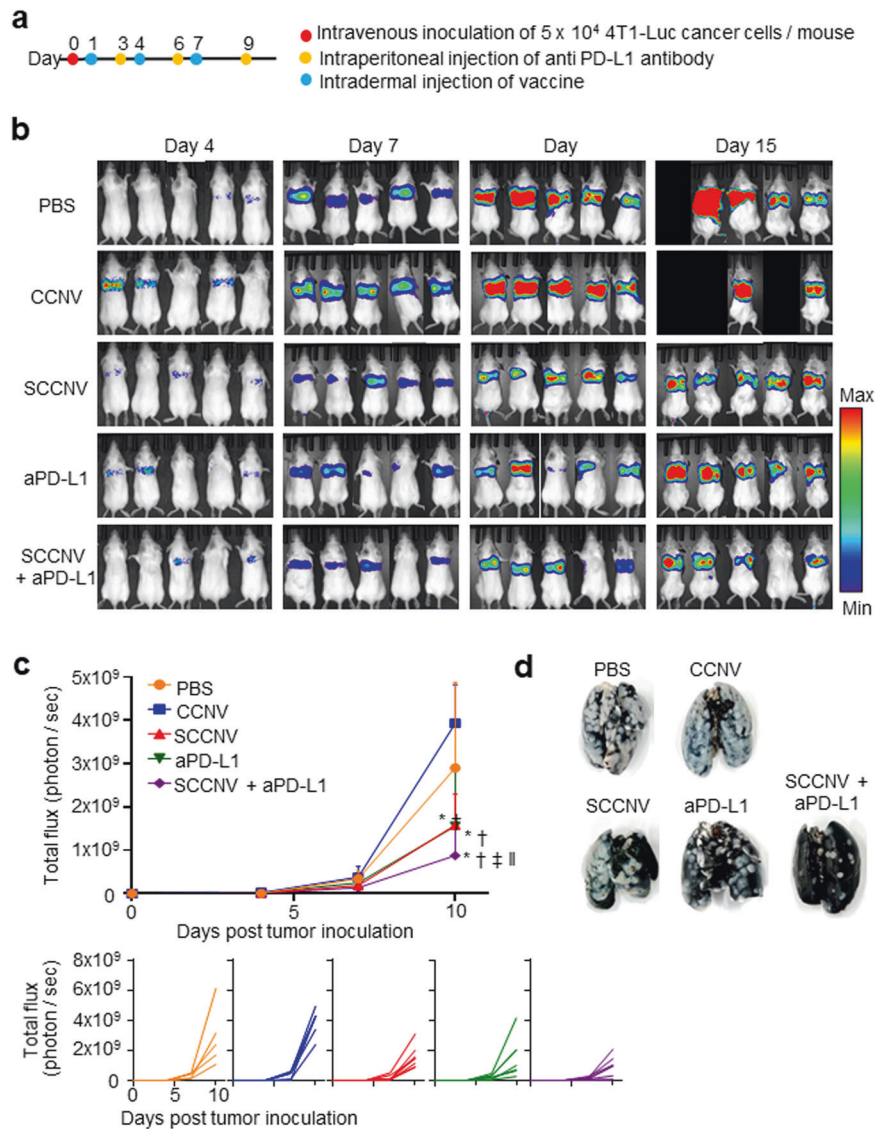 a
Day 0 1 3 4 6 7 9
Intravenous inoculation of 5 x 10⁴ 4T1-Luc cancer cells / mouse
Intraperitoneal injection of anti PD-L1 antibody
Intradermal injection of vaccine
b
Day 4 Day 7 Day Day 15
PBS
CCNV
SCCNV
aPD-L1
SCCNV
+ aPD-L1
Max
Min
c
Total flux (photon / sec)
5x10⁹
4x10⁹
3x10⁹
2x10⁹
1x10⁹
0
PBS
CCNV
SCCNV
aPD-L1
SCCNV + aPD-L1
* †
* †
* † ‡ ǁ
0 5 10
Days post tumor inoculation
Total flux
(photon / sec)
8x10⁹
6x10⁹
4x10⁹
2x10⁹
0
0 5 10
Days post tumor inoculation
d
PBS CCNV
SCCNV aPD-L1 SCCNV +
aPD-L1